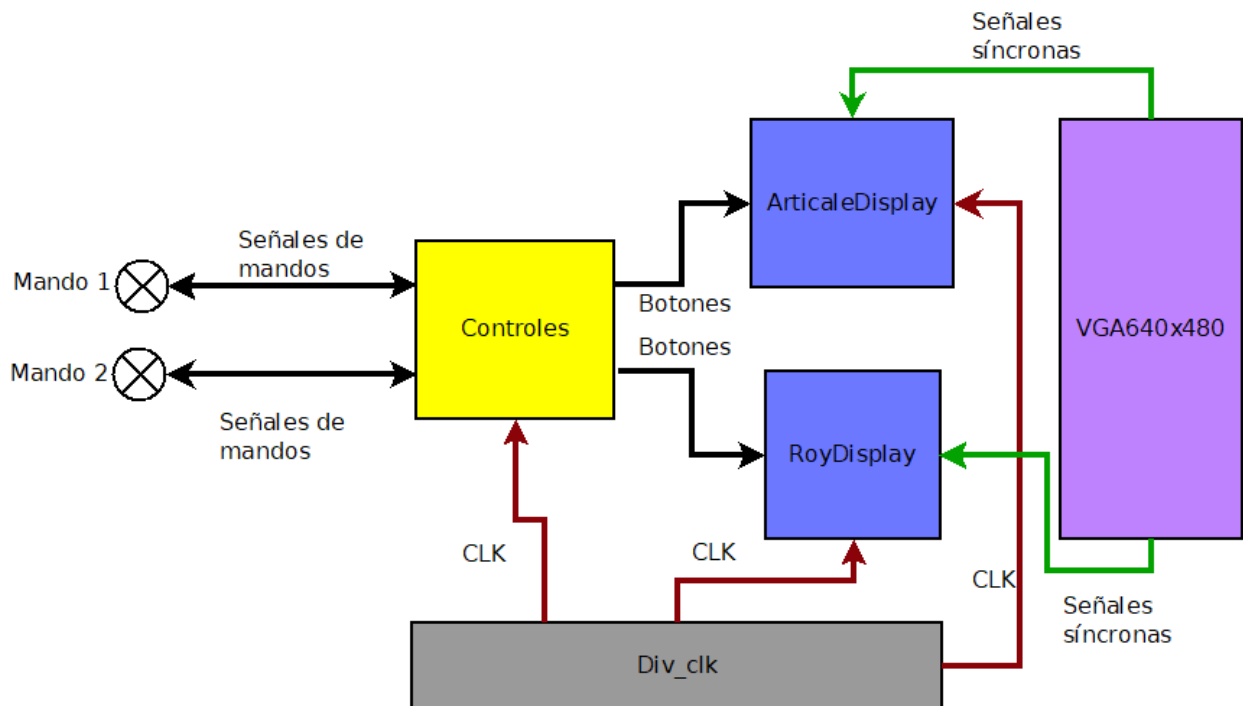 Señales
síncronas
ArticaleDisplay
VGA640x480
Señales de
mandos
Mando 1
Controles
Botones
Botones
Mando 2
Señales de
mandos
RoyDisplay
CLK
CLK
CLK
Señales
síncronas
Div_clk